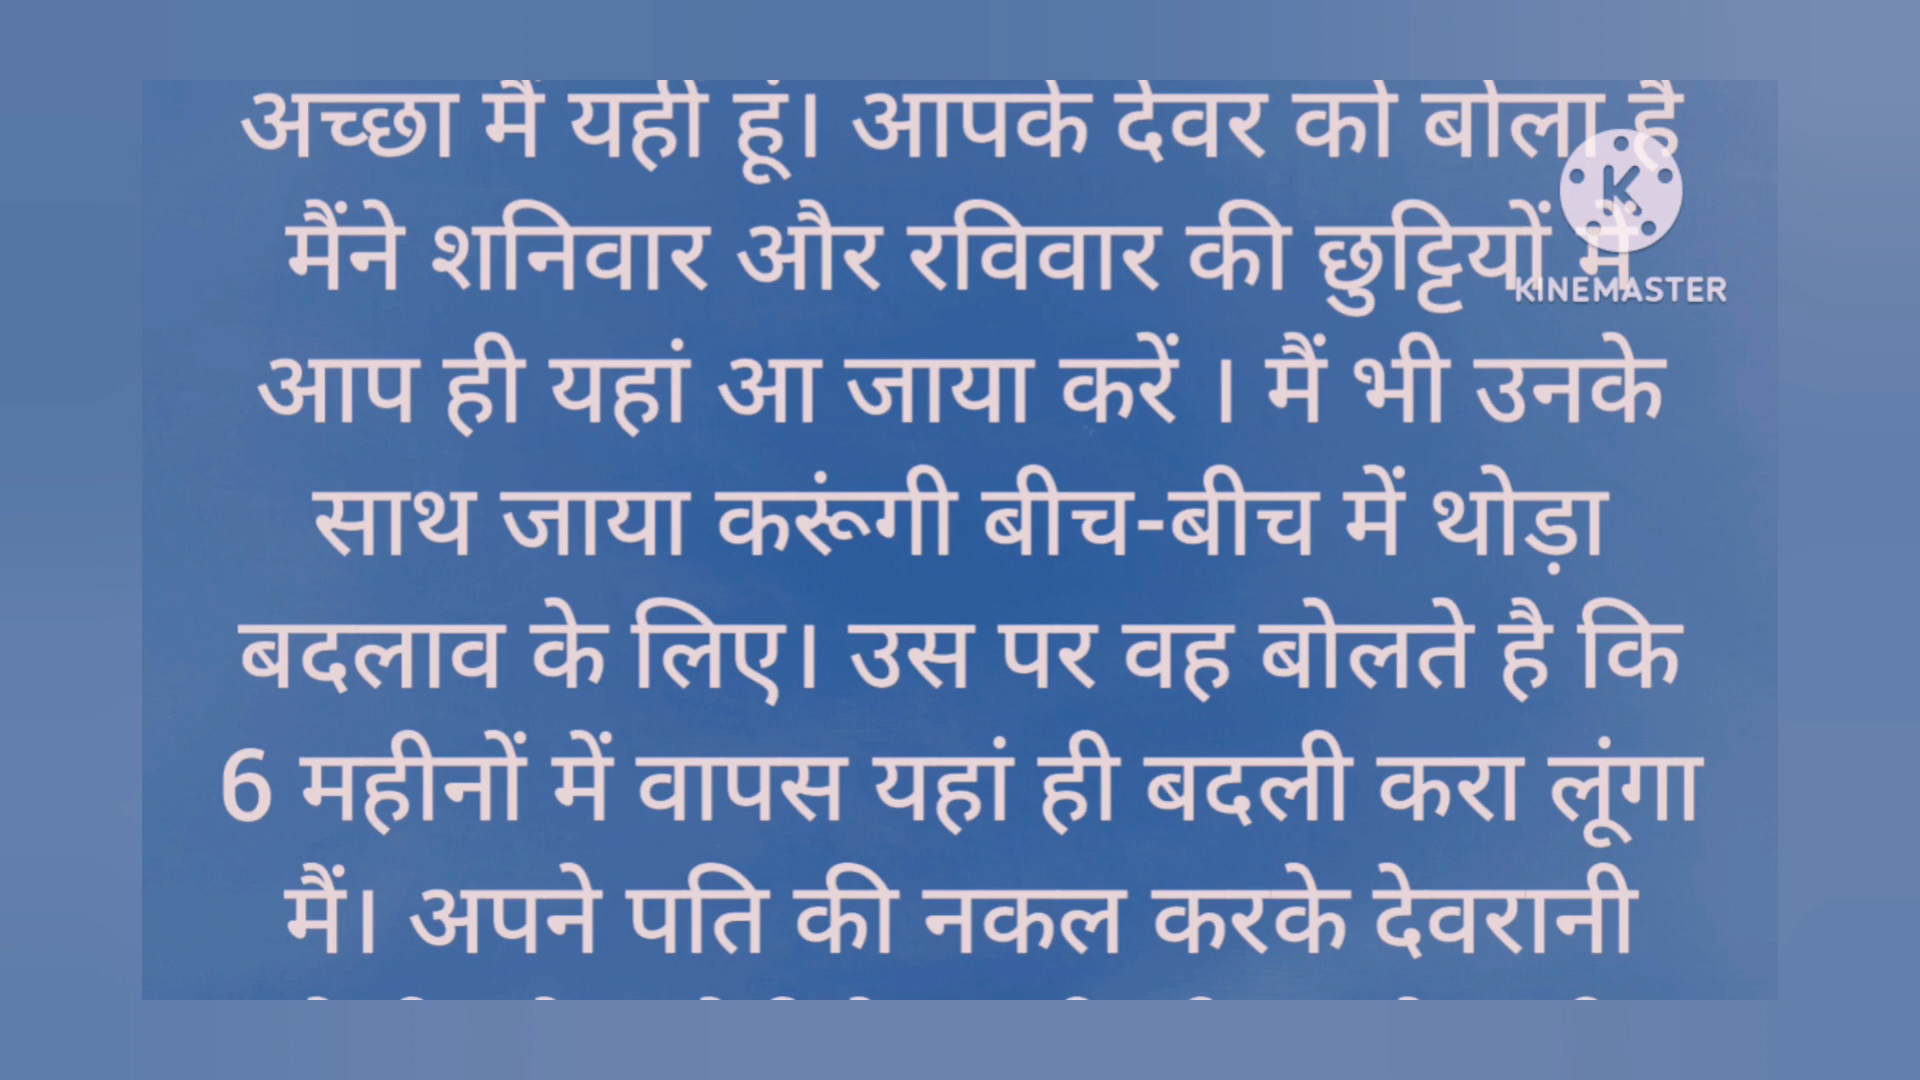 अच्छा मैं यही हूं। आपके देवर को बोला है
मैंने शनिवार और रविवार की छुट्टियों में
KINEMASTER
आप ही यहां आ जाया करें । मैं भी उनके
साथ जाया करूंगी बीच-बीच में थोड़ा
बदलाव के लिए। उस पर वह बोलते है कि
6 महीनों में वापस यहां ही बदली करा लूंगा
मैं। अपने पति की नकल करके देवरानी